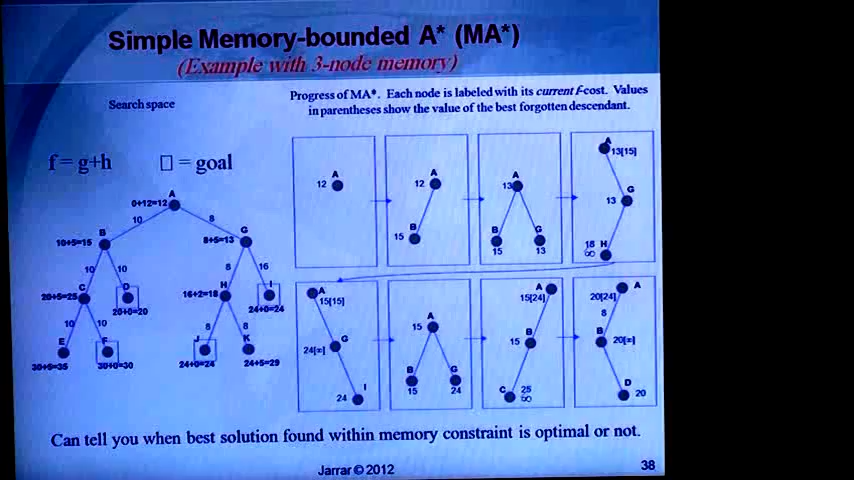 Simple Memory-bounded A* (MA*)
(Example with 3-node memory)
Search space
Progress of MA*. Each node is labeled with its current f-cost. Values
in parentheses show the value of the best forgotten descendant.
f = g+h
□ = goal
A
0+12=12
10
8
B
10+5=15
G
8+5=13
10
10
8
16
C
20+5=25
D
20+0=20
H
16+2=18
I
24+0=24
10
10
8
8
E
30+5=35
F
30+0=30
J
24+0=24
K
24+5=29
A
12
A
12
B
15
A
13
B
15
G
13
A
13[15]
G
13
18 H
∞
A
15[15]
G
24[∞]
I
24
A
15
B
15
G
24
A
15[24]
B
15
C
25
∞
A
20[24]
8
B
20[∞]
D
20
Can tell you when best solution found within memory constraint is optimal or not.
Jarrar © 2012
38